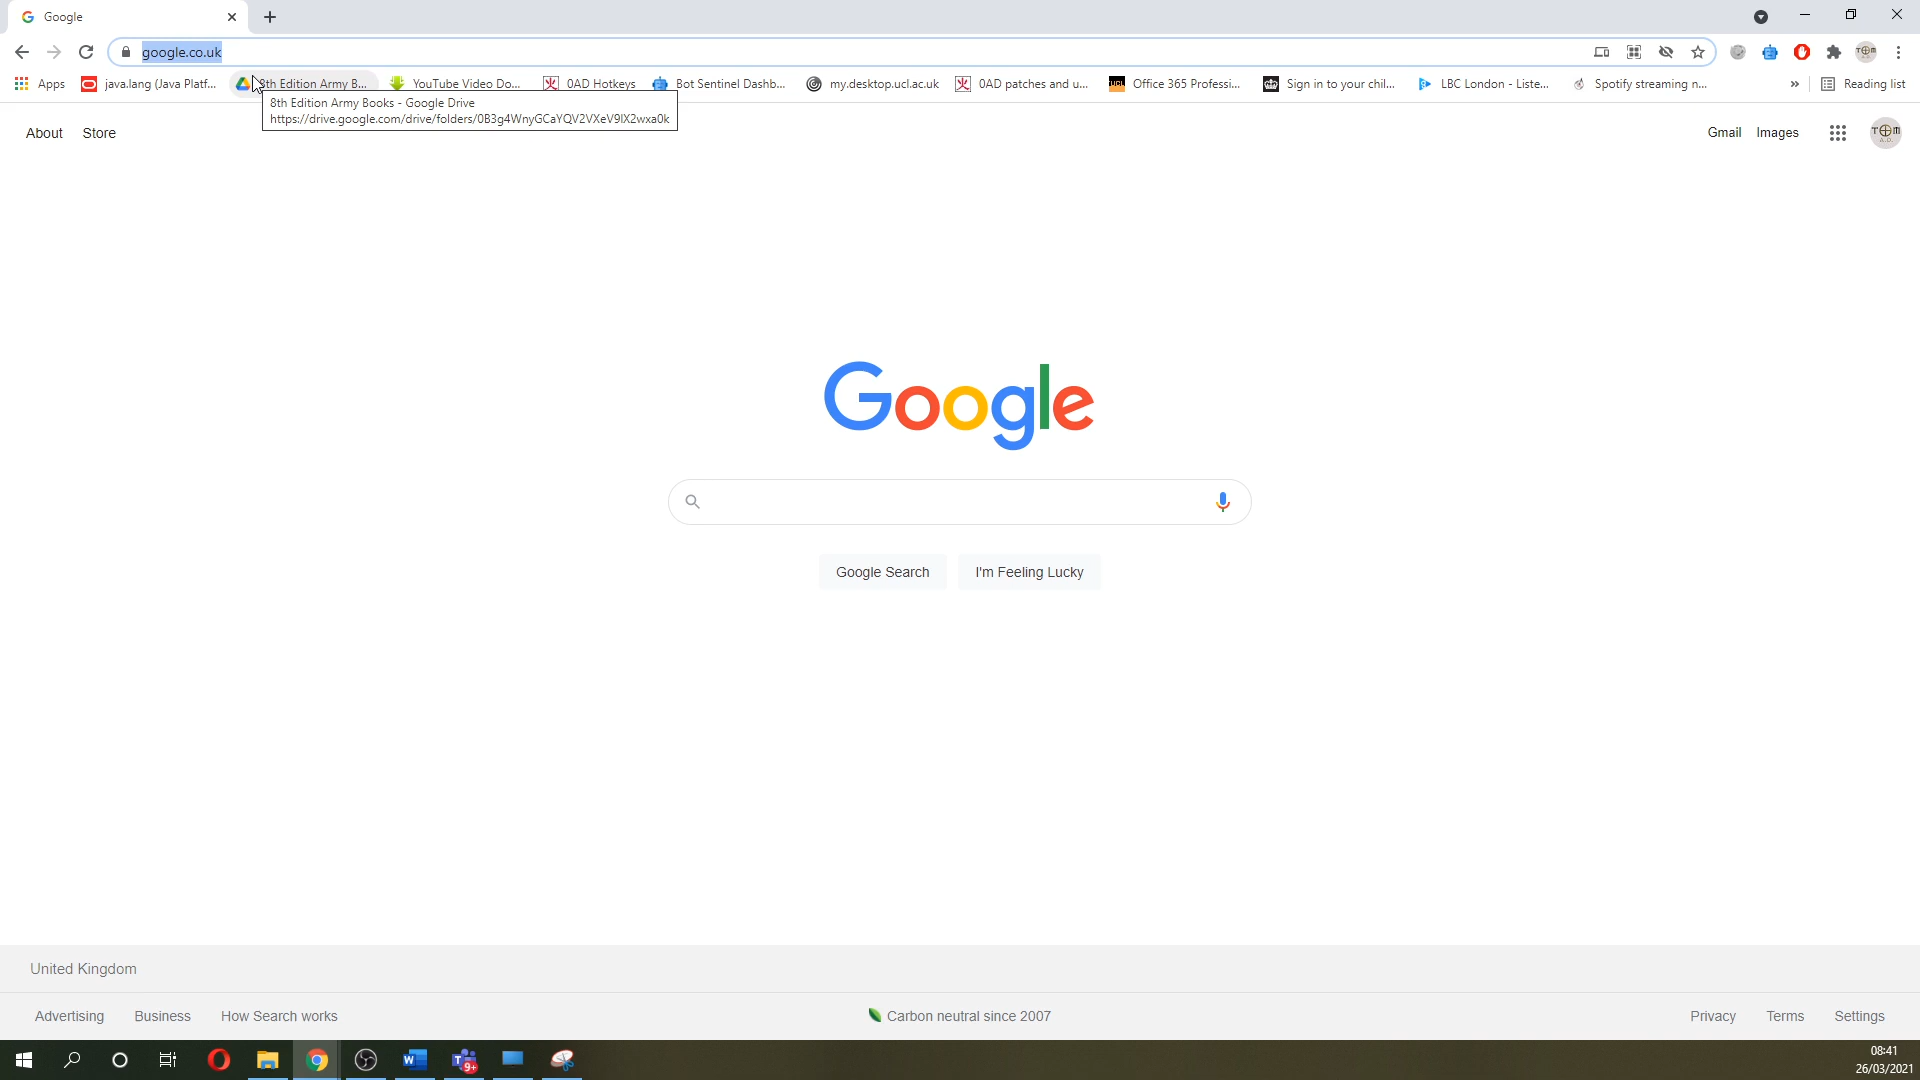 Google
google.co.uk
Apps
java.lang (Java Platf...
8th Edition Army B...
YouTube Video Do...
0AD Hotkeys
Bot Sentinel Dashb...
my.desktop.ucl.ac.uk
0AD patches and u...
Office 365 Professi...
Sign in to your chil...
LBC London - Liste...
Spotify streaming n...
»
Reading list
8th Edition Army Books - Google Drive
https://drive.google.com/drive/folders/0B3g4WnyGCaYQV2VXeV9IX2wxa0k
About
Store
Gmail
Images
Google
Google Search
I'm Feeling Lucky
United Kingdom
Advertising
Business
How Search works
Carbon neutral since 2007
Privacy
Terms
Settings
9+
08:41
26/03/2021